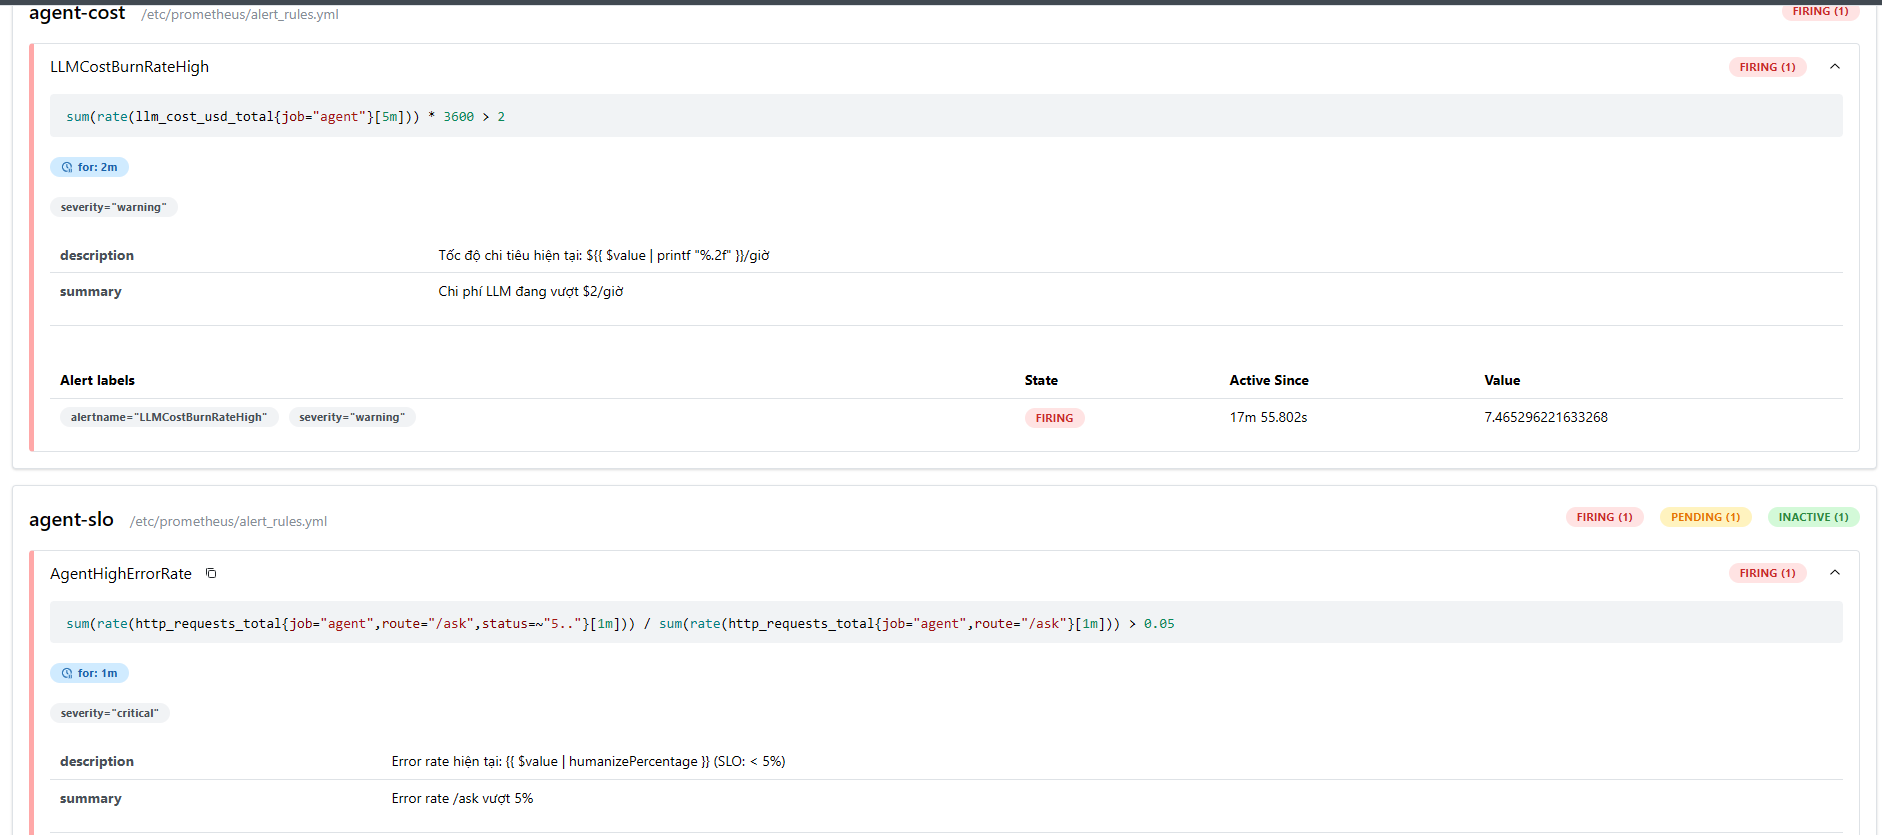 agent-cost /etc/prometheus/alert_rules.yml FIRING (1)
LLMCostBurnRateHigh FIRING (1)
sum(rate(llm_cost_usd_total{job="agent"}[5m])) * 3600 > 2
for: 2m
severity="warning"
description Tốc độ chi tiêu hiện tại: ${{ $value | printf "%.2f" }}/giờ
summary Chi phí LLM đang vượt $2/giờ
Alert labels State Active Since Value
alertname="LLMCostBurnRateHigh" severity="warning" FIRING 17m 55.802s 7.465296221633268
agent-slo /etc/prometheus/alert_rules.yml FIRING (1) PENDING (1) INACTIVE (1)
AgentHighErrorRate FIRING (1)
sum(rate(http_requests_total{job="agent",route="/ask",status=~"5.."}[1m])) / sum(rate(http_requests_total{job="agent",route="/ask"}[1m])) > 0.05
for: 1m
severity="critical"
description Error rate hiện tại: {{ $value | humanizePercentage }} (SLO: < 5%)
summary Error rate /ask vượt 5%